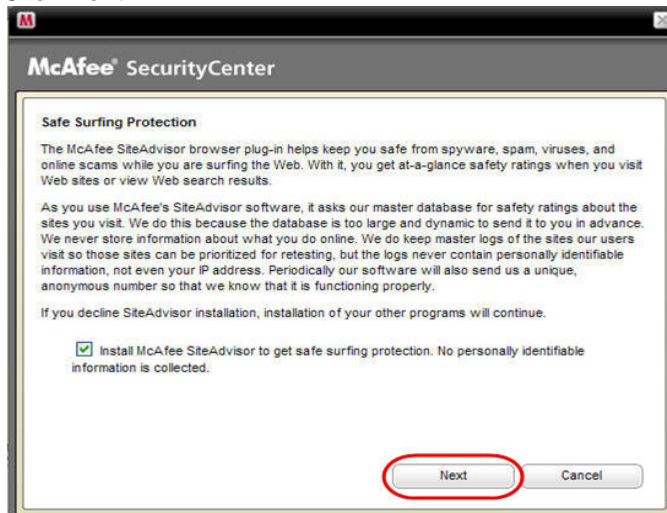 McAfee® SecurityCenter
Safe Surfing Protection
The McAfee SiteAdvisor browser plug-in helps keep you safe from spyware, spam, viruses, and
online scams while you are surfing the Web. With it, you get at-a-glance safety ratings when you visit
Web sites or view Web search results.
As you use McAfee's SiteAdvisor software, it asks our master database for safety ratings about the
sites you visit. We do this because the database is too large and dynamic to send it to you in advance.
We never store information about what you do online. We do keep master logs of the sites our users
visit so those sites can be prioritized for retesting, but the logs never contain personally identifiable
information, not even your IP address. Periodically our software will also send us a unique,
anonymous number so that we know that it is functioning properly.
If you decline SiteAdvisor installation, installation of your other programs will continue.
Install McAfee SiteAdvisor to get safe surfing protection. No personally identifiable
information is collected.
Next Cancel